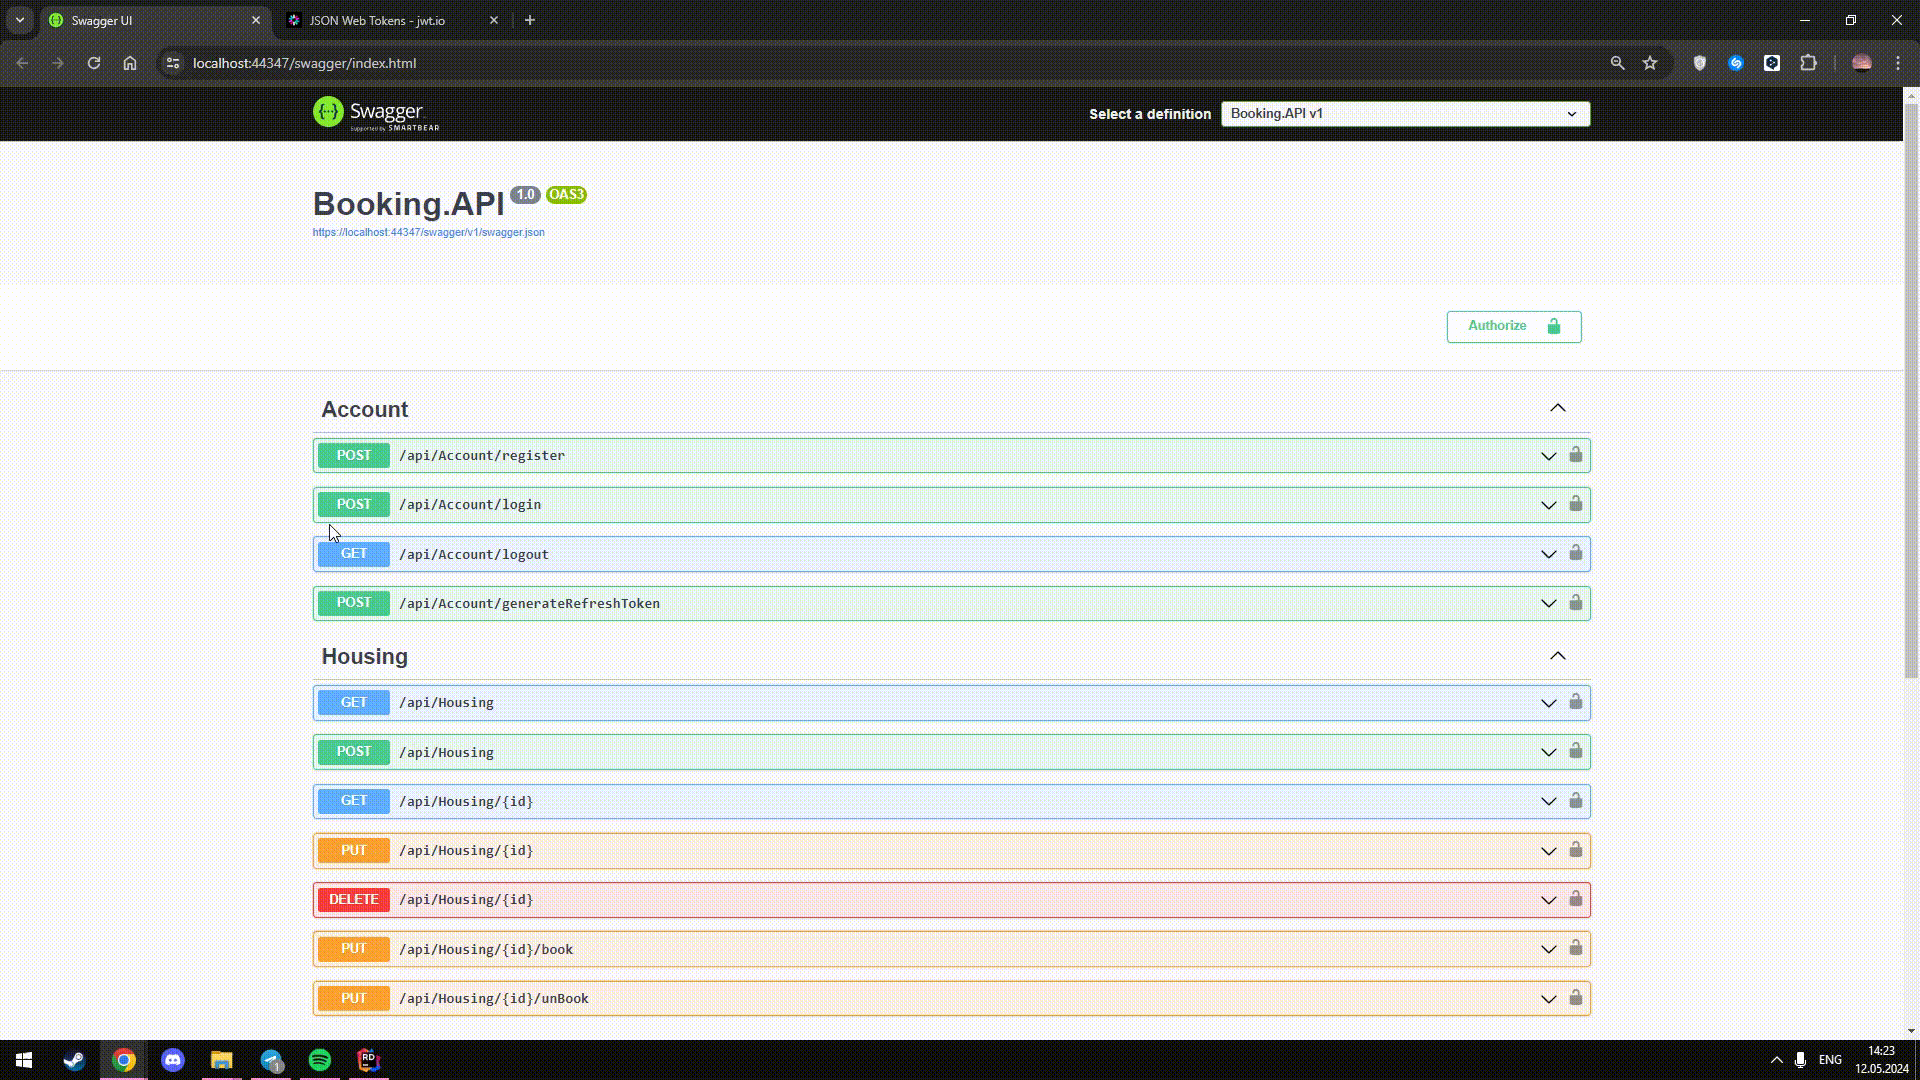 Swagger UI
JSON Web Tokens - jwt.io
localhost:44347/swagger/index.html
Swagger
Supported by SMARTBEAR
Select a definition
Booking.API v1
Booking.API 1.0 OAS3
https://localhost:44347/swagger/v1/swagger.json
Authorize
Account
POST /api/Account/register
POST /api/Account/login
GET /api/Account/logout
POST /api/Account/generateRefreshToken
Housing
GET /api/Housing
POST /api/Housing
GET /api/Housing/{id}
PUT /api/Housing/{id}
DELETE /api/Housing/{id}
PUT /api/Housing/{id}/book
PUT /api/Housing/{id}/unBook
1
RD
ENG
14:23
12.05.2024